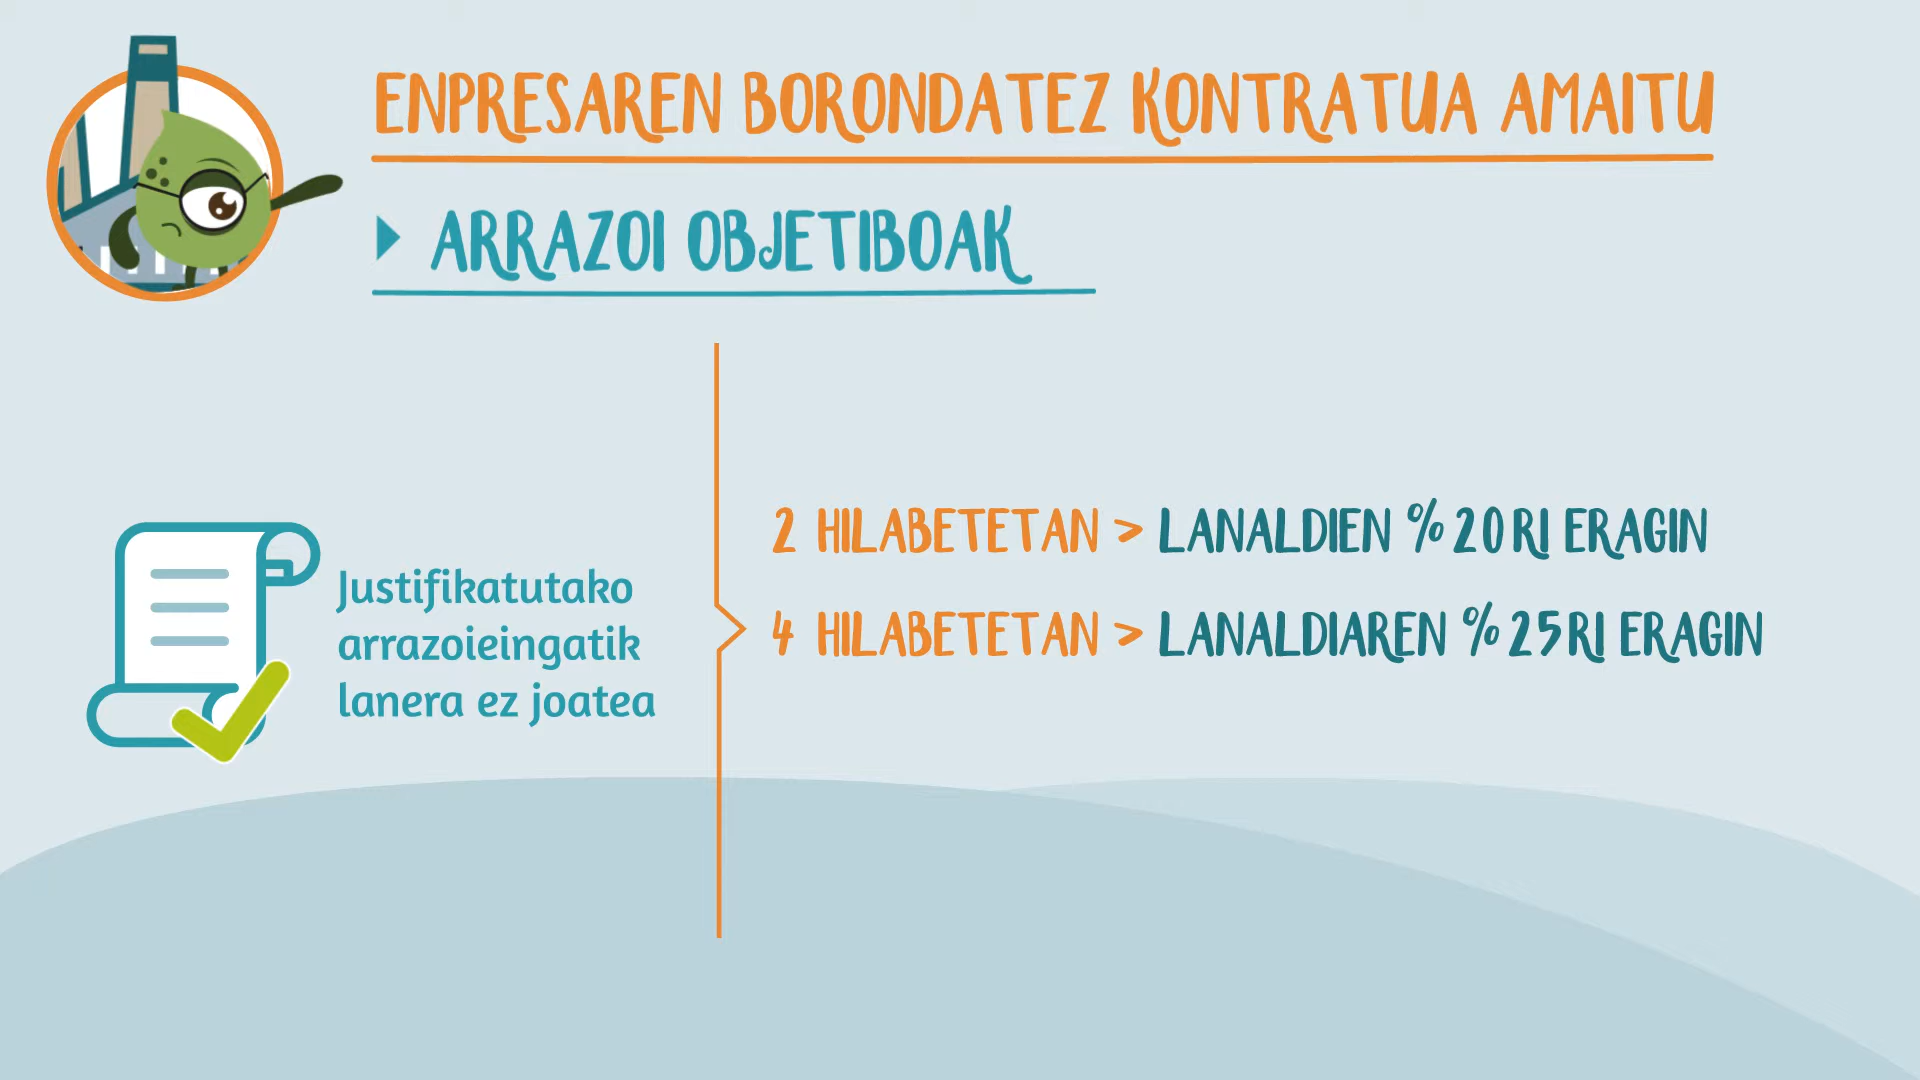 ENPRESAREN BORONDATEZ KONTRATUA AMAITU
ARRAZOI OBJETIBOAK
Justifikatutako
arrazoieingatik
lanera ez joatea
2 HILABETETAN > LANALDIEN %20RI ERAGIN
4 HILABETETAN > LANALDIAREN %25RI ERAGIN